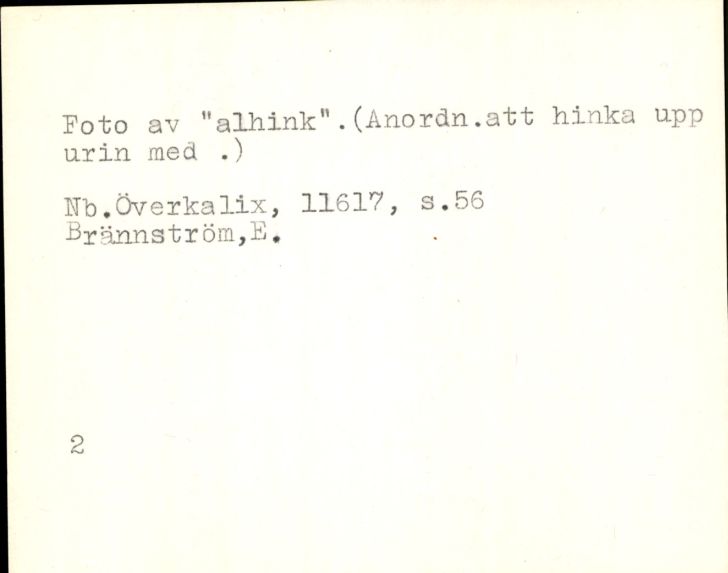 Foto av "alhink".(Anordn.att hinka upp
urin med .)
Nb.Överkalix, 11617, s.56
Brännström,E.
2